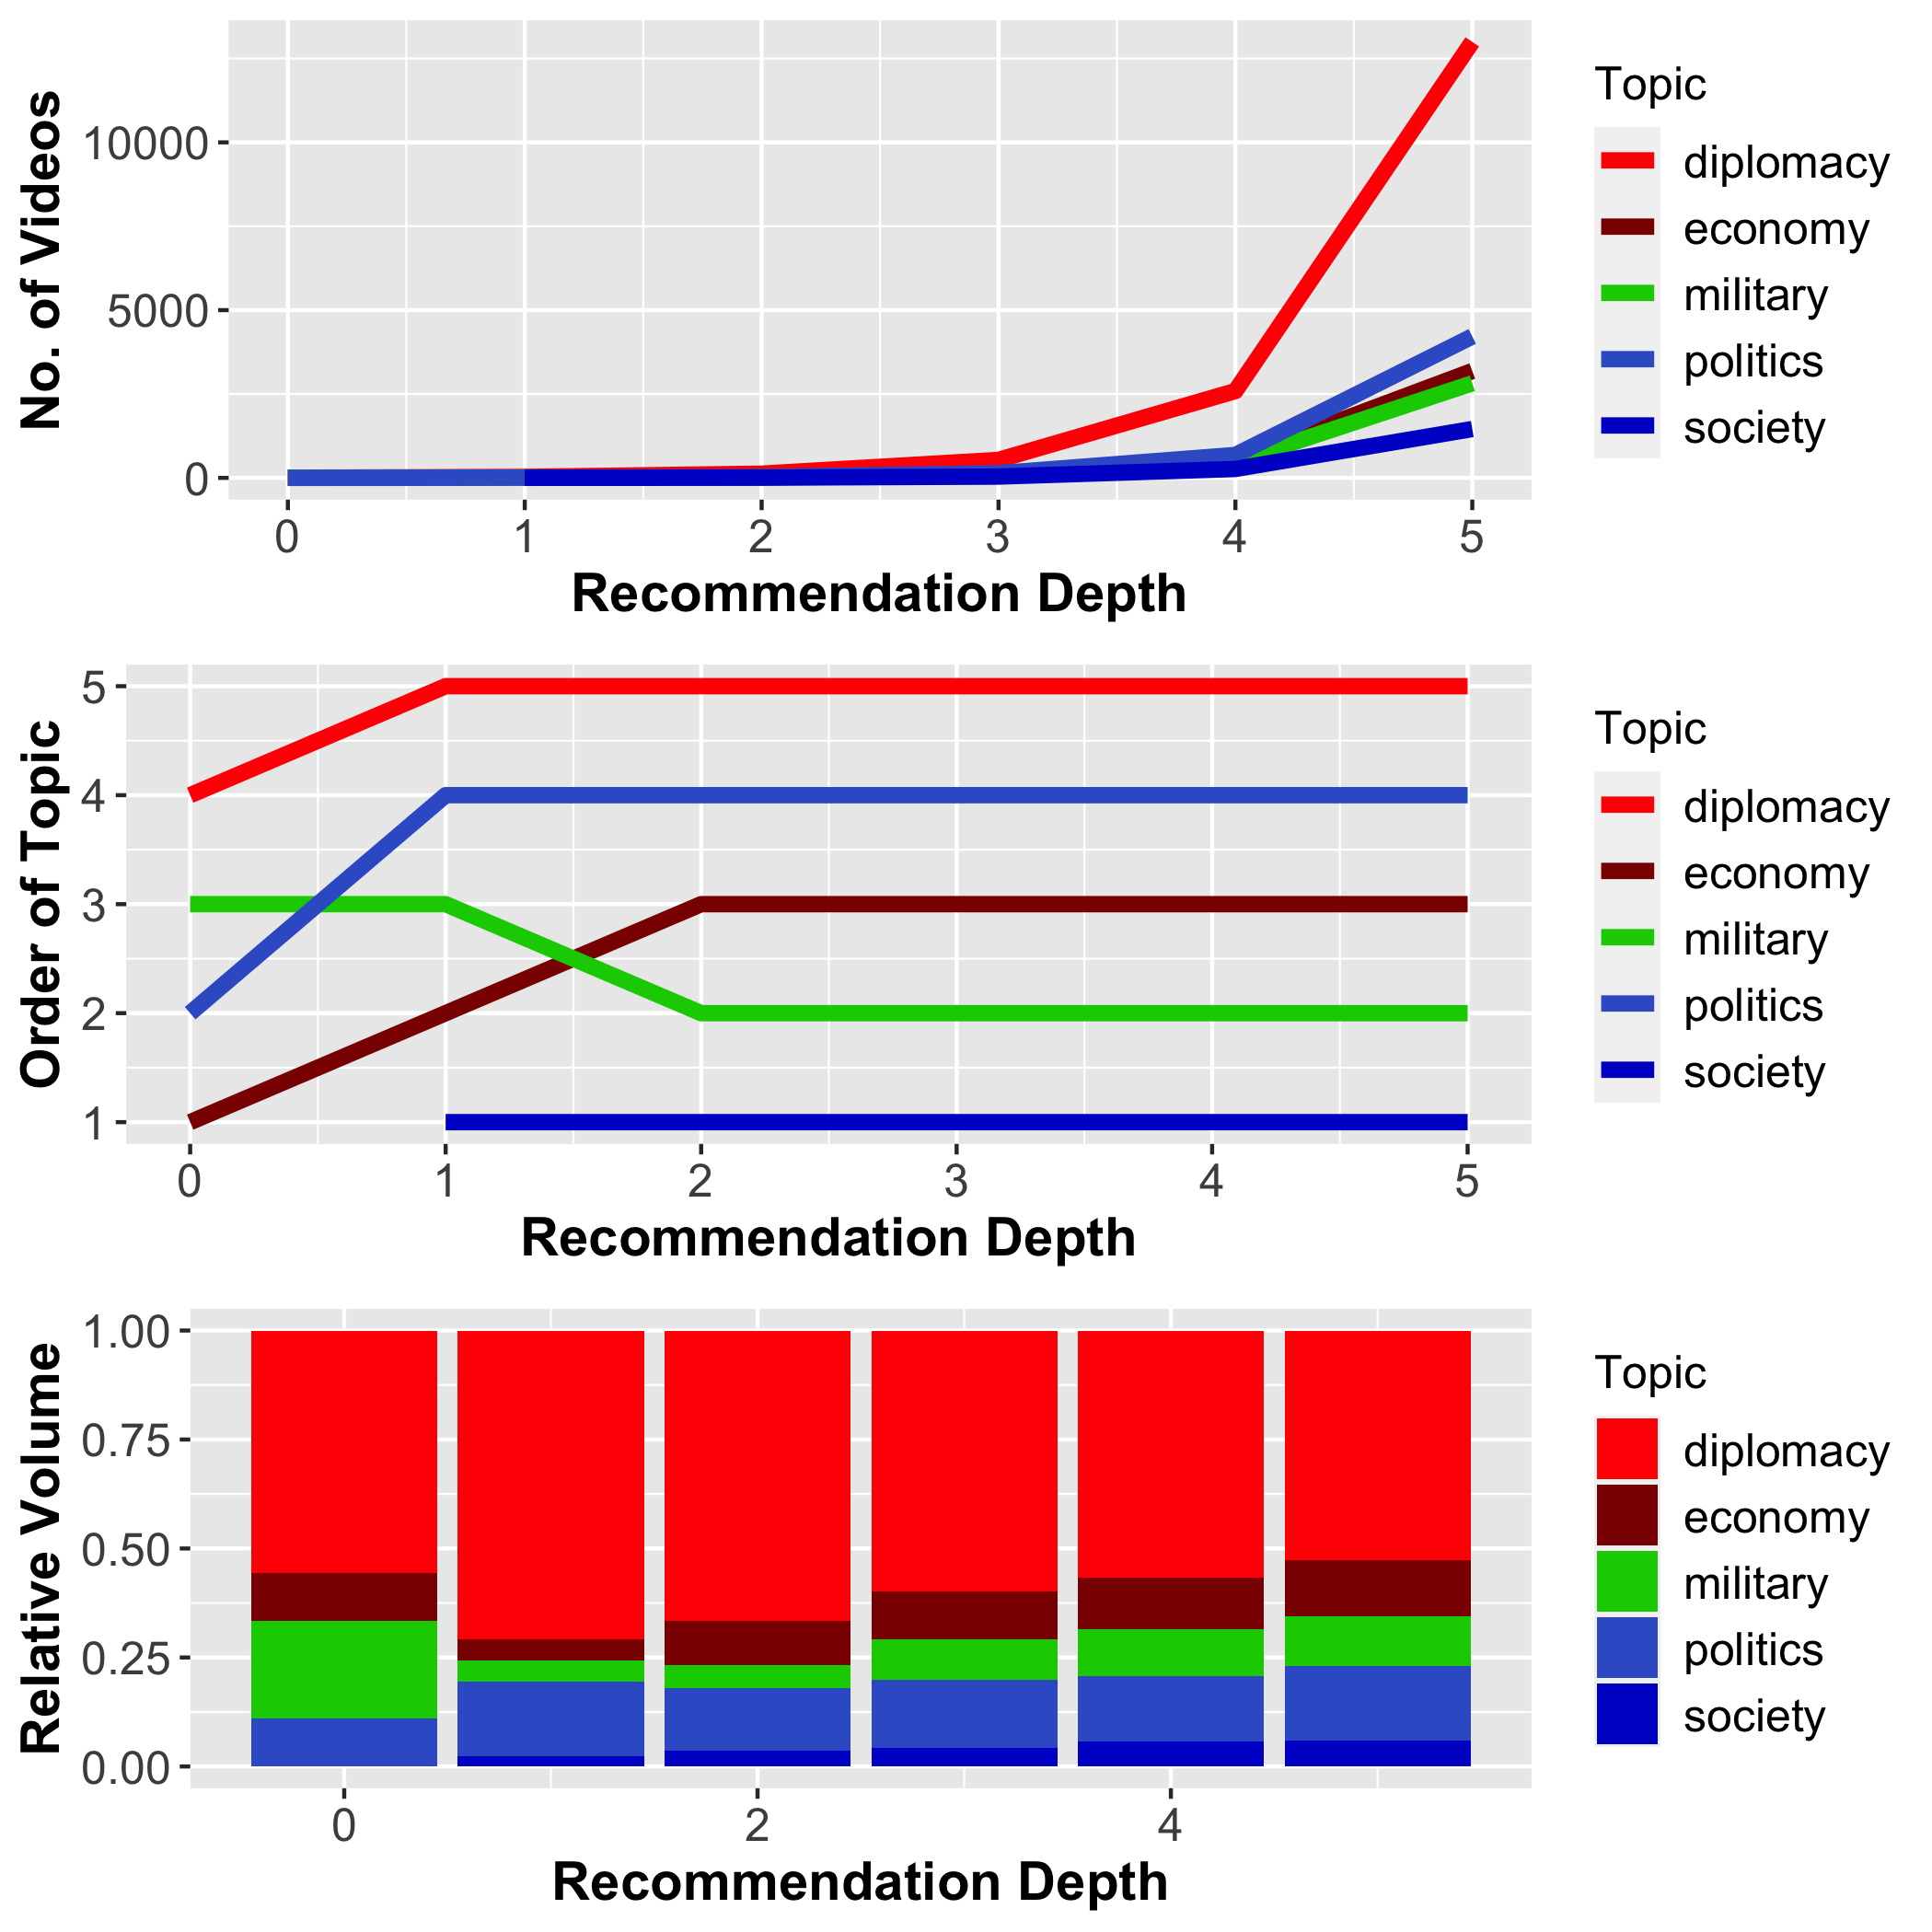 No. of Videos
10000
5000
0
0 1 2 3 4 5
Recommendation Depth
Topic
diplomacy
economy
military
politics
society
Order of Topic
5
4
3
2
1
0 1 2 3 4 5
Recommendation Depth
Topic
diplomacy
economy
military
politics
society
Relative Volume
1.00
0.75
0.50
0.25
0.00
0 2 4
Recommendation Depth
Topic
diplomacy
economy
military
politics
society